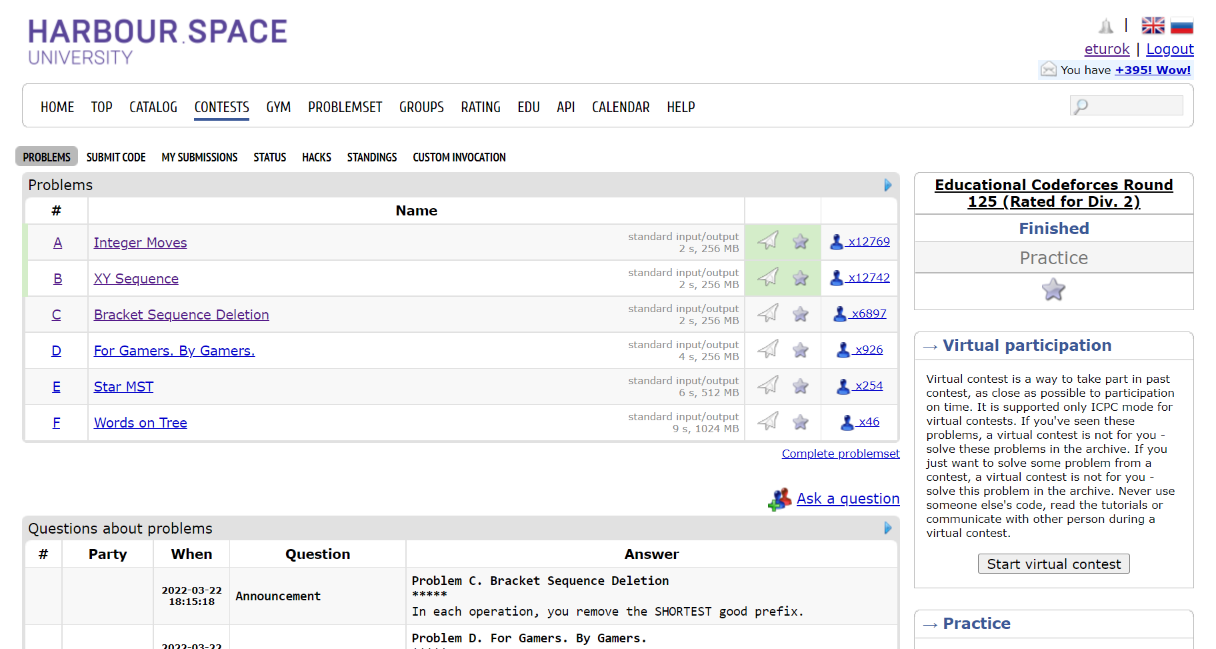 HARBOUR.SPACE
UNIVERSITY
|
eturok | Logout
You have +395! Wow!
HOME TOP CATALOG CONTESTS GYM PROBLEMSET GROUPS RATING EDU API CALENDAR HELP
PROBLEMS SUBMIT CODE MY SUBMISSIONS STATUS HACKS STANDINGS CUSTOM INVOCATION
Problems
# Name
A Integer Moves standard input/output x12769
2 s, 256 MB
B XY Sequence standard input/output x12742
2 s, 256 MB
C Bracket Sequence Deletion standard input/output x6897
2 s, 256 MB
D For Gamers. By Gamers. standard input/output x926
4 s, 256 MB
E Star MST standard input/output x254
6 s, 512 MB
F Words on Tree standard input/output x46
9 s, 1024 MB
Complete problemset
Ask a question
Questions about problems
# Party When Question Answer
2022-03-22
18:15:18
Announcement
Problem C. Bracket Sequence Deletion
*****
In each operation, you remove the SHORTEST good prefix.
2022-03-22
Problem D. For Gamers. By Gamers.
*****
Educational Codeforces Round
125 (Rated for Div. 2)
Finished
Practice
→ Virtual participation
Virtual contest is a way to take part in past
contest, as close as possible to participation
on time. It is supported only ICPC mode for
virtual contests. If you've seen these
problems, a virtual contest is not for you -
solve these problems in the archive. If you
just want to solve some problem from a
contest, a virtual contest is not for you -
solve this problem in the archive. Never use
someone else's code, read the tutorials or
communicate with other person during a
virtual contest.
Start virtual contest
→ Practice